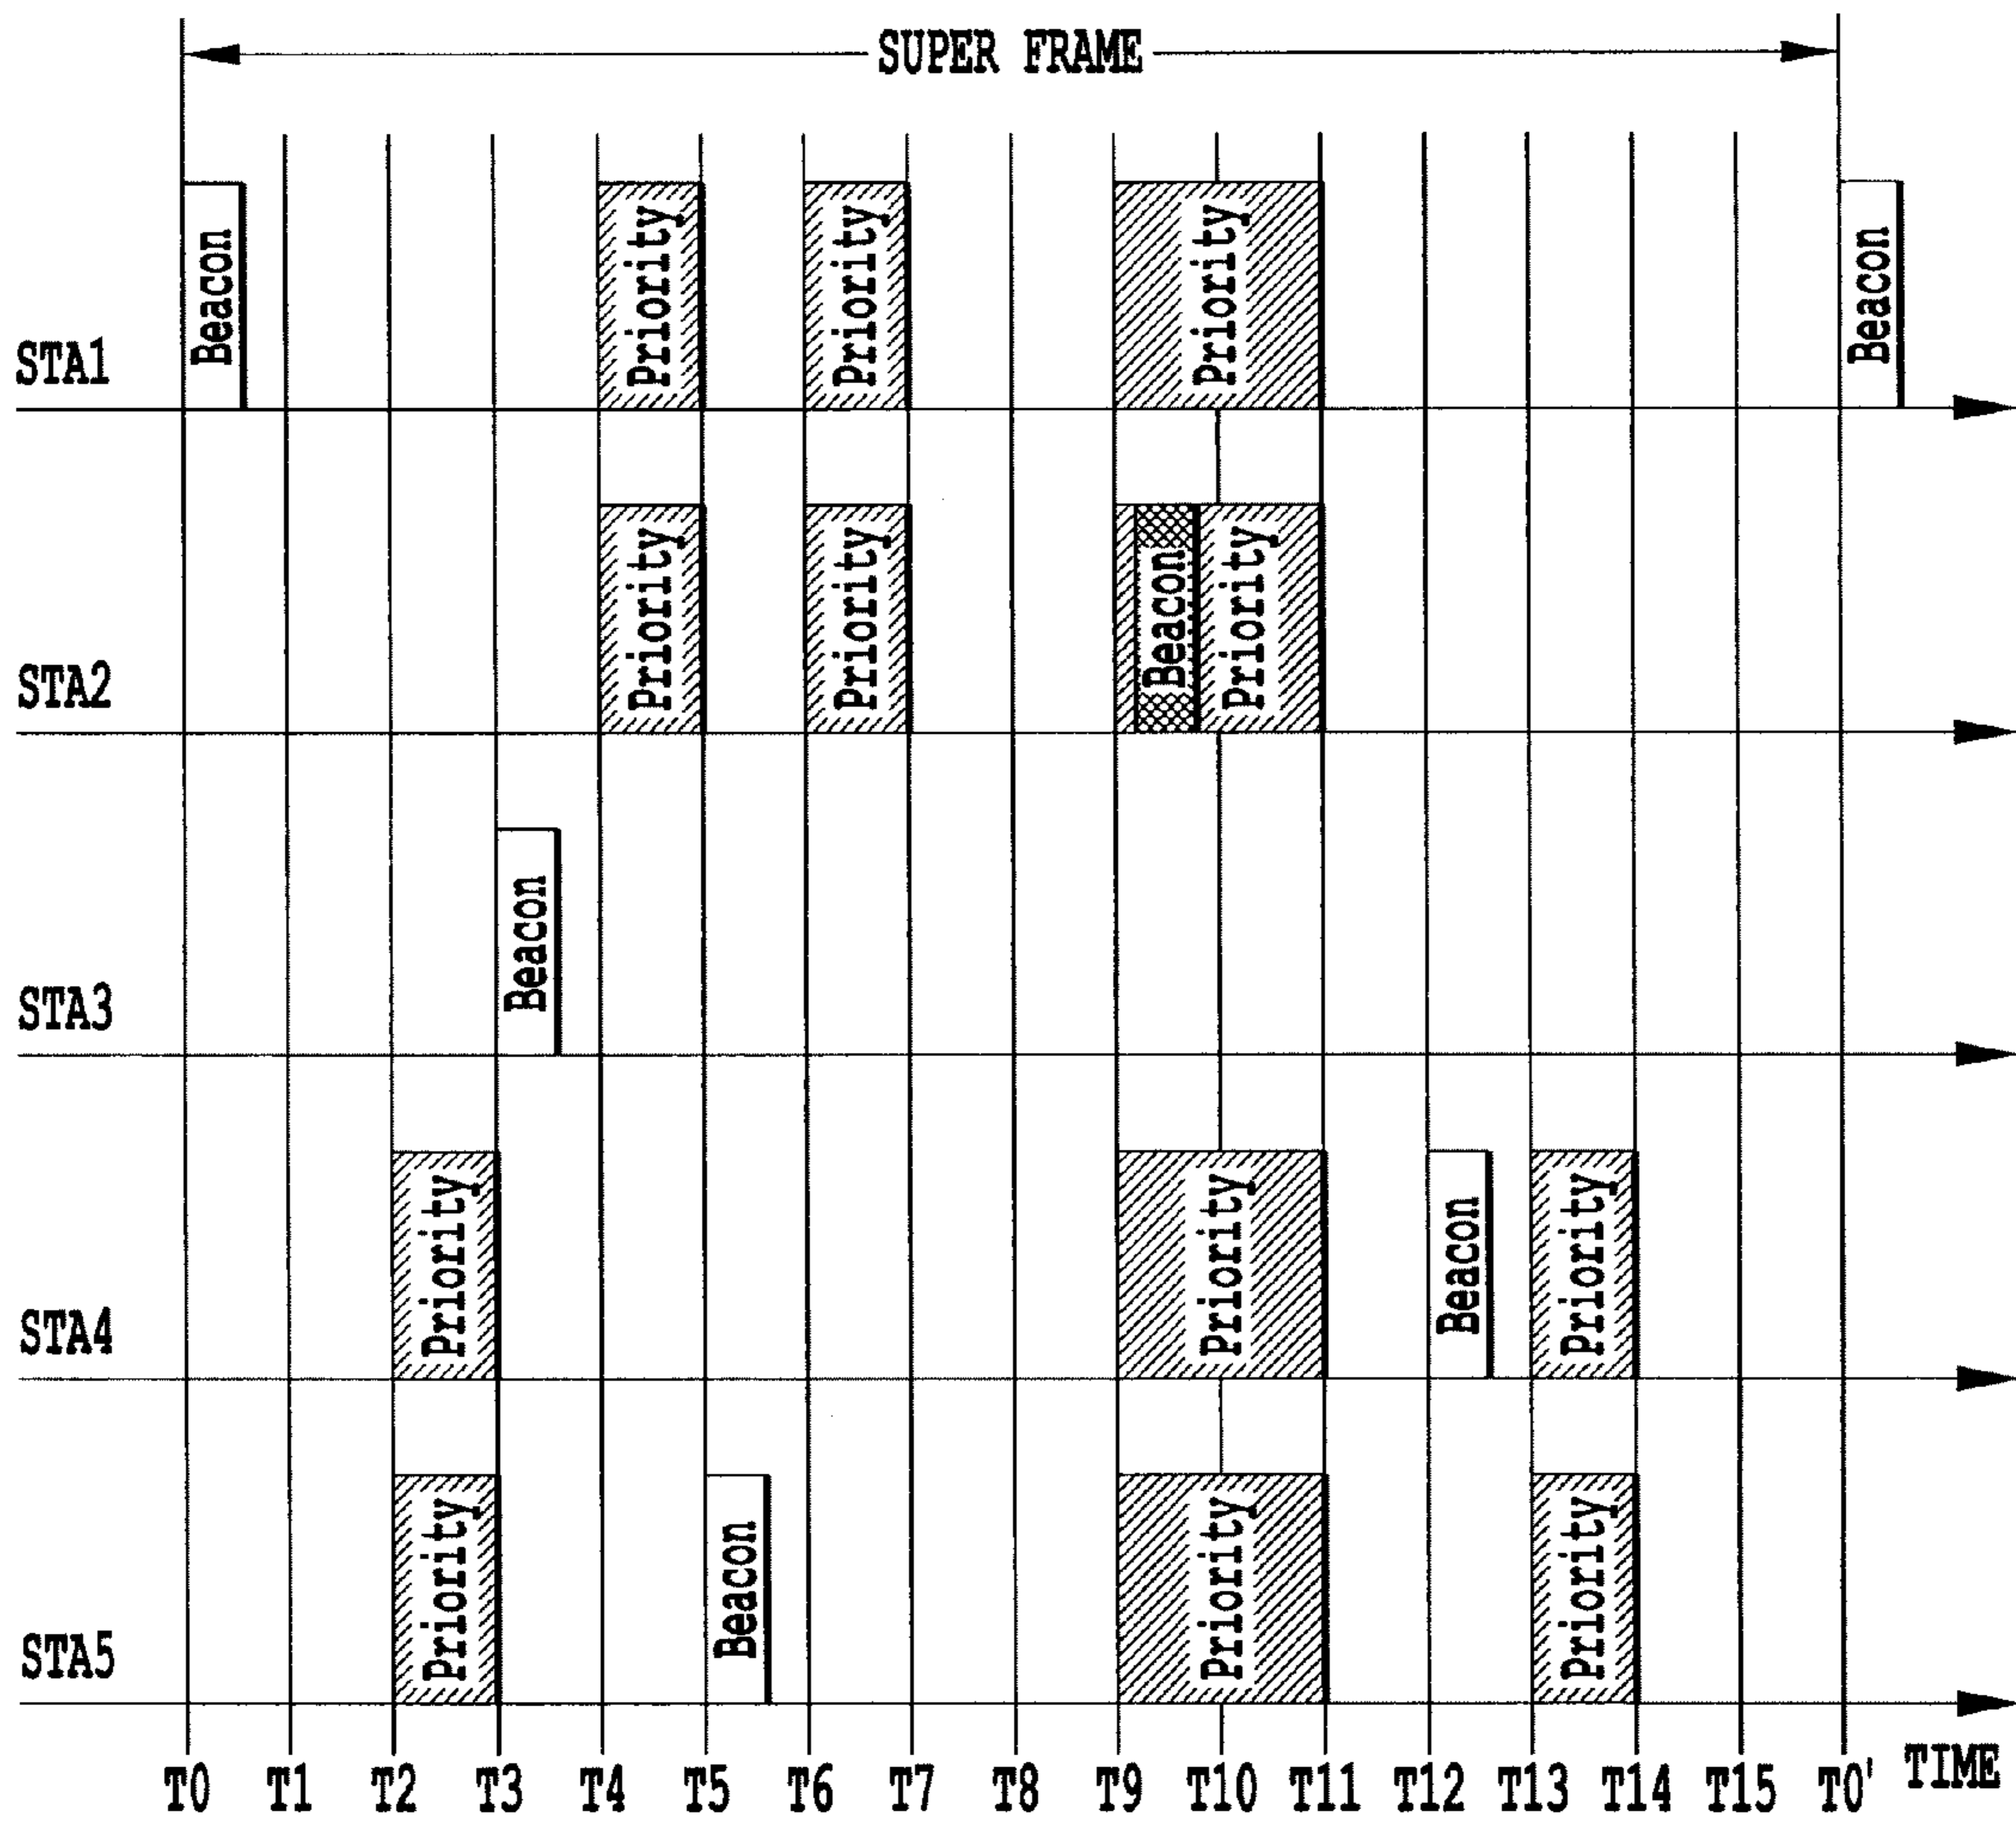 SUPER FRAME
STA1
Beacon
Priority
Priority
Priority
Beacon
STA2
Priority
Priority
Beacon
Priority
STA3
Beacon
STA4
Priority
Priority
Beacon
Priority
STA5
Priority
Beacon
Priority
Priority
T0 T1 T2 T3 T4 T5 T6 T7 T8 T9 T10 T11 T12 T13 T14 T15 T0' TIME